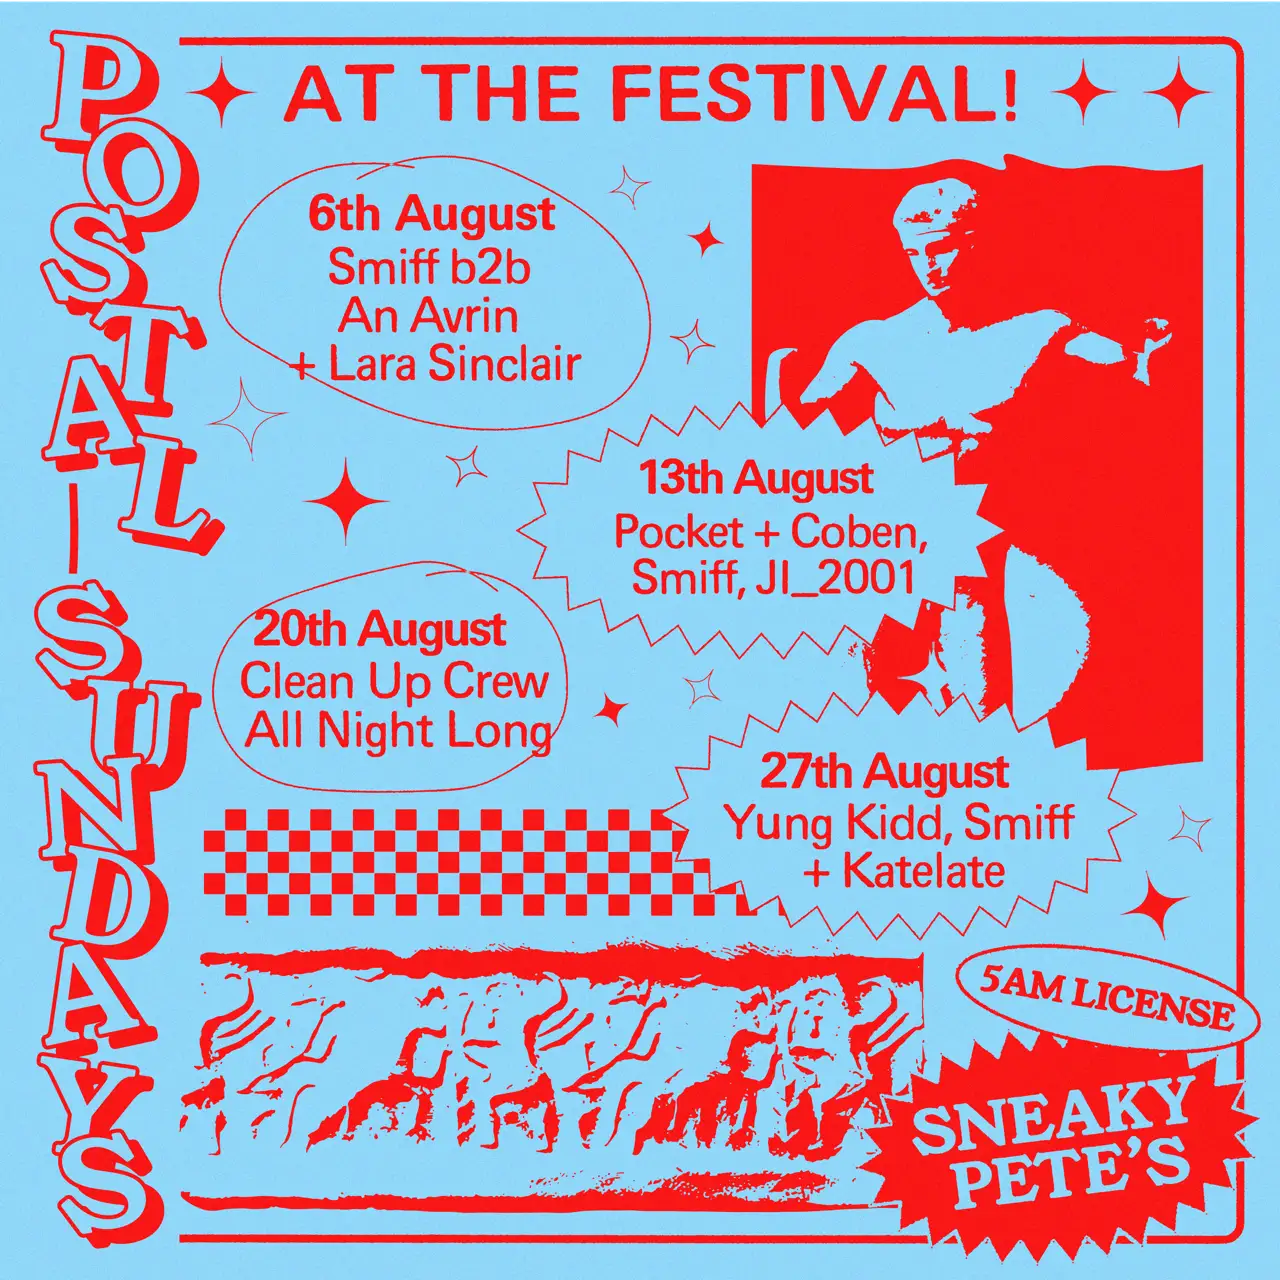 POSTAL SUNDAYS
AT THE FESTIVAL!
6th August
Smiff b2b
An Avrin
+ Lara Sinclair
13th August
Pocket + Coben,
Smiff, JI_2001
20th August
Clean Up Crew
All Night Long
27th August
Yung Kidd, Smiff
+ Katelate
5AM LICENSE
SNEAKY
PETE'S